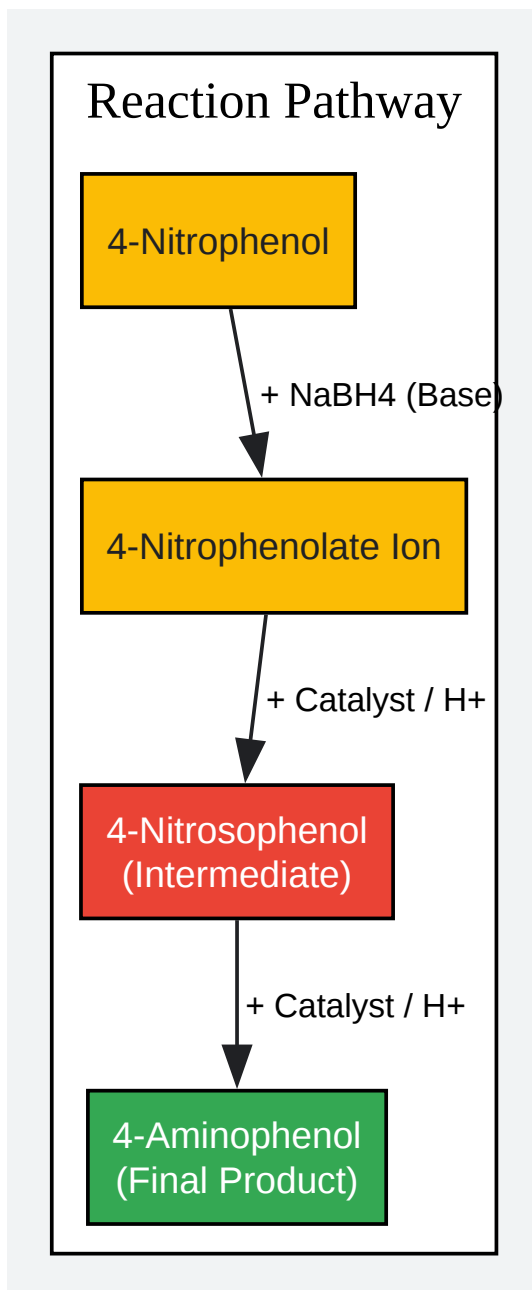 Reaction Pathway
4-Nitrophenol
+ NaBH4 (Base)
4-Nitrophenolate Ion
+ Catalyst / H+
4-Nitrosophenol
(Intermediate)
+ Catalyst / H+
4-Aminophenol
(Final Product)